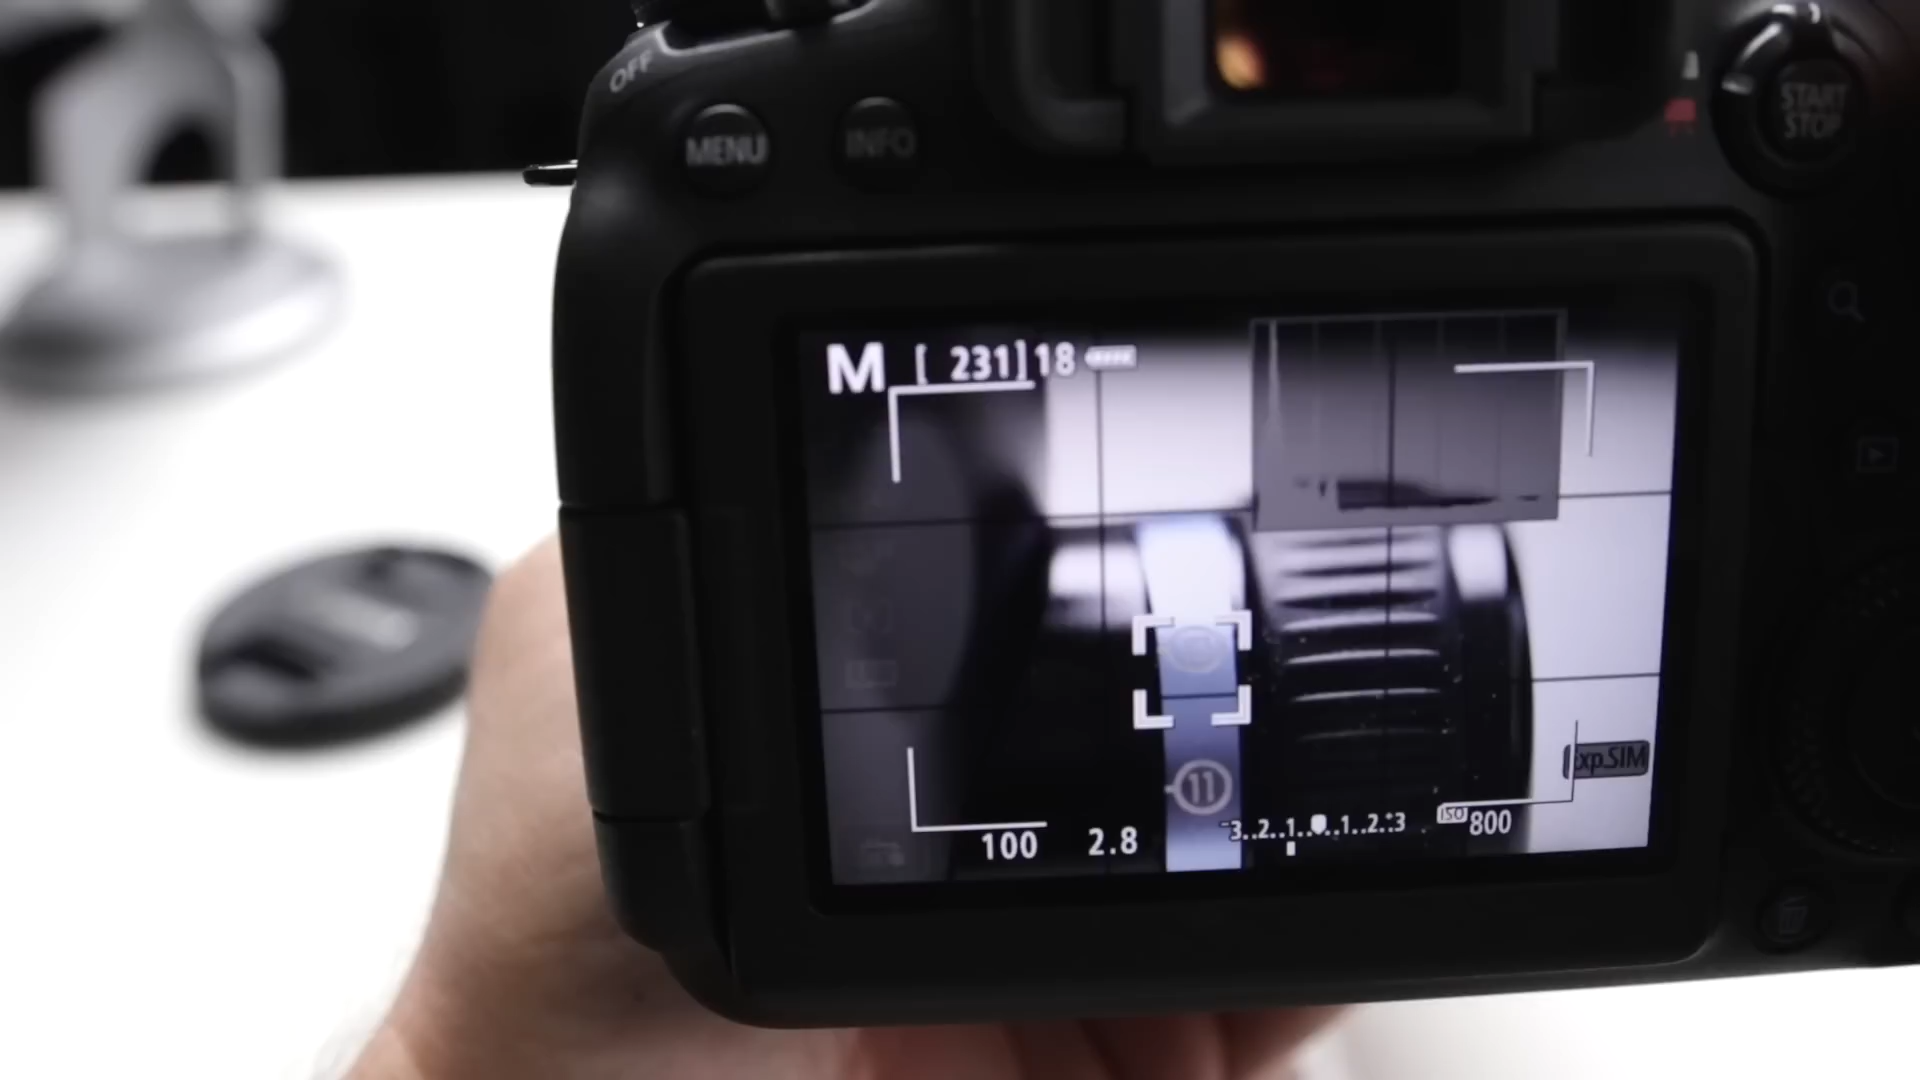 OFF
MENU INFO
START
STOP
M [ 231]18
11
xp.SIM
100 2.8 -3..2..1....1..2..+3 ISO 800